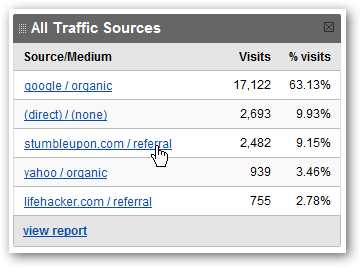 All Traffic Sources
Source/Medium Visits % visits
google / organic 17,122 63.13%
(direct) / (none) 2,693 9.93%
stumbleupon.com / referral 2,482 9.15%
yahoo / organic 939 3.46%
lifehacker.com / referral 755 2.78%
view report